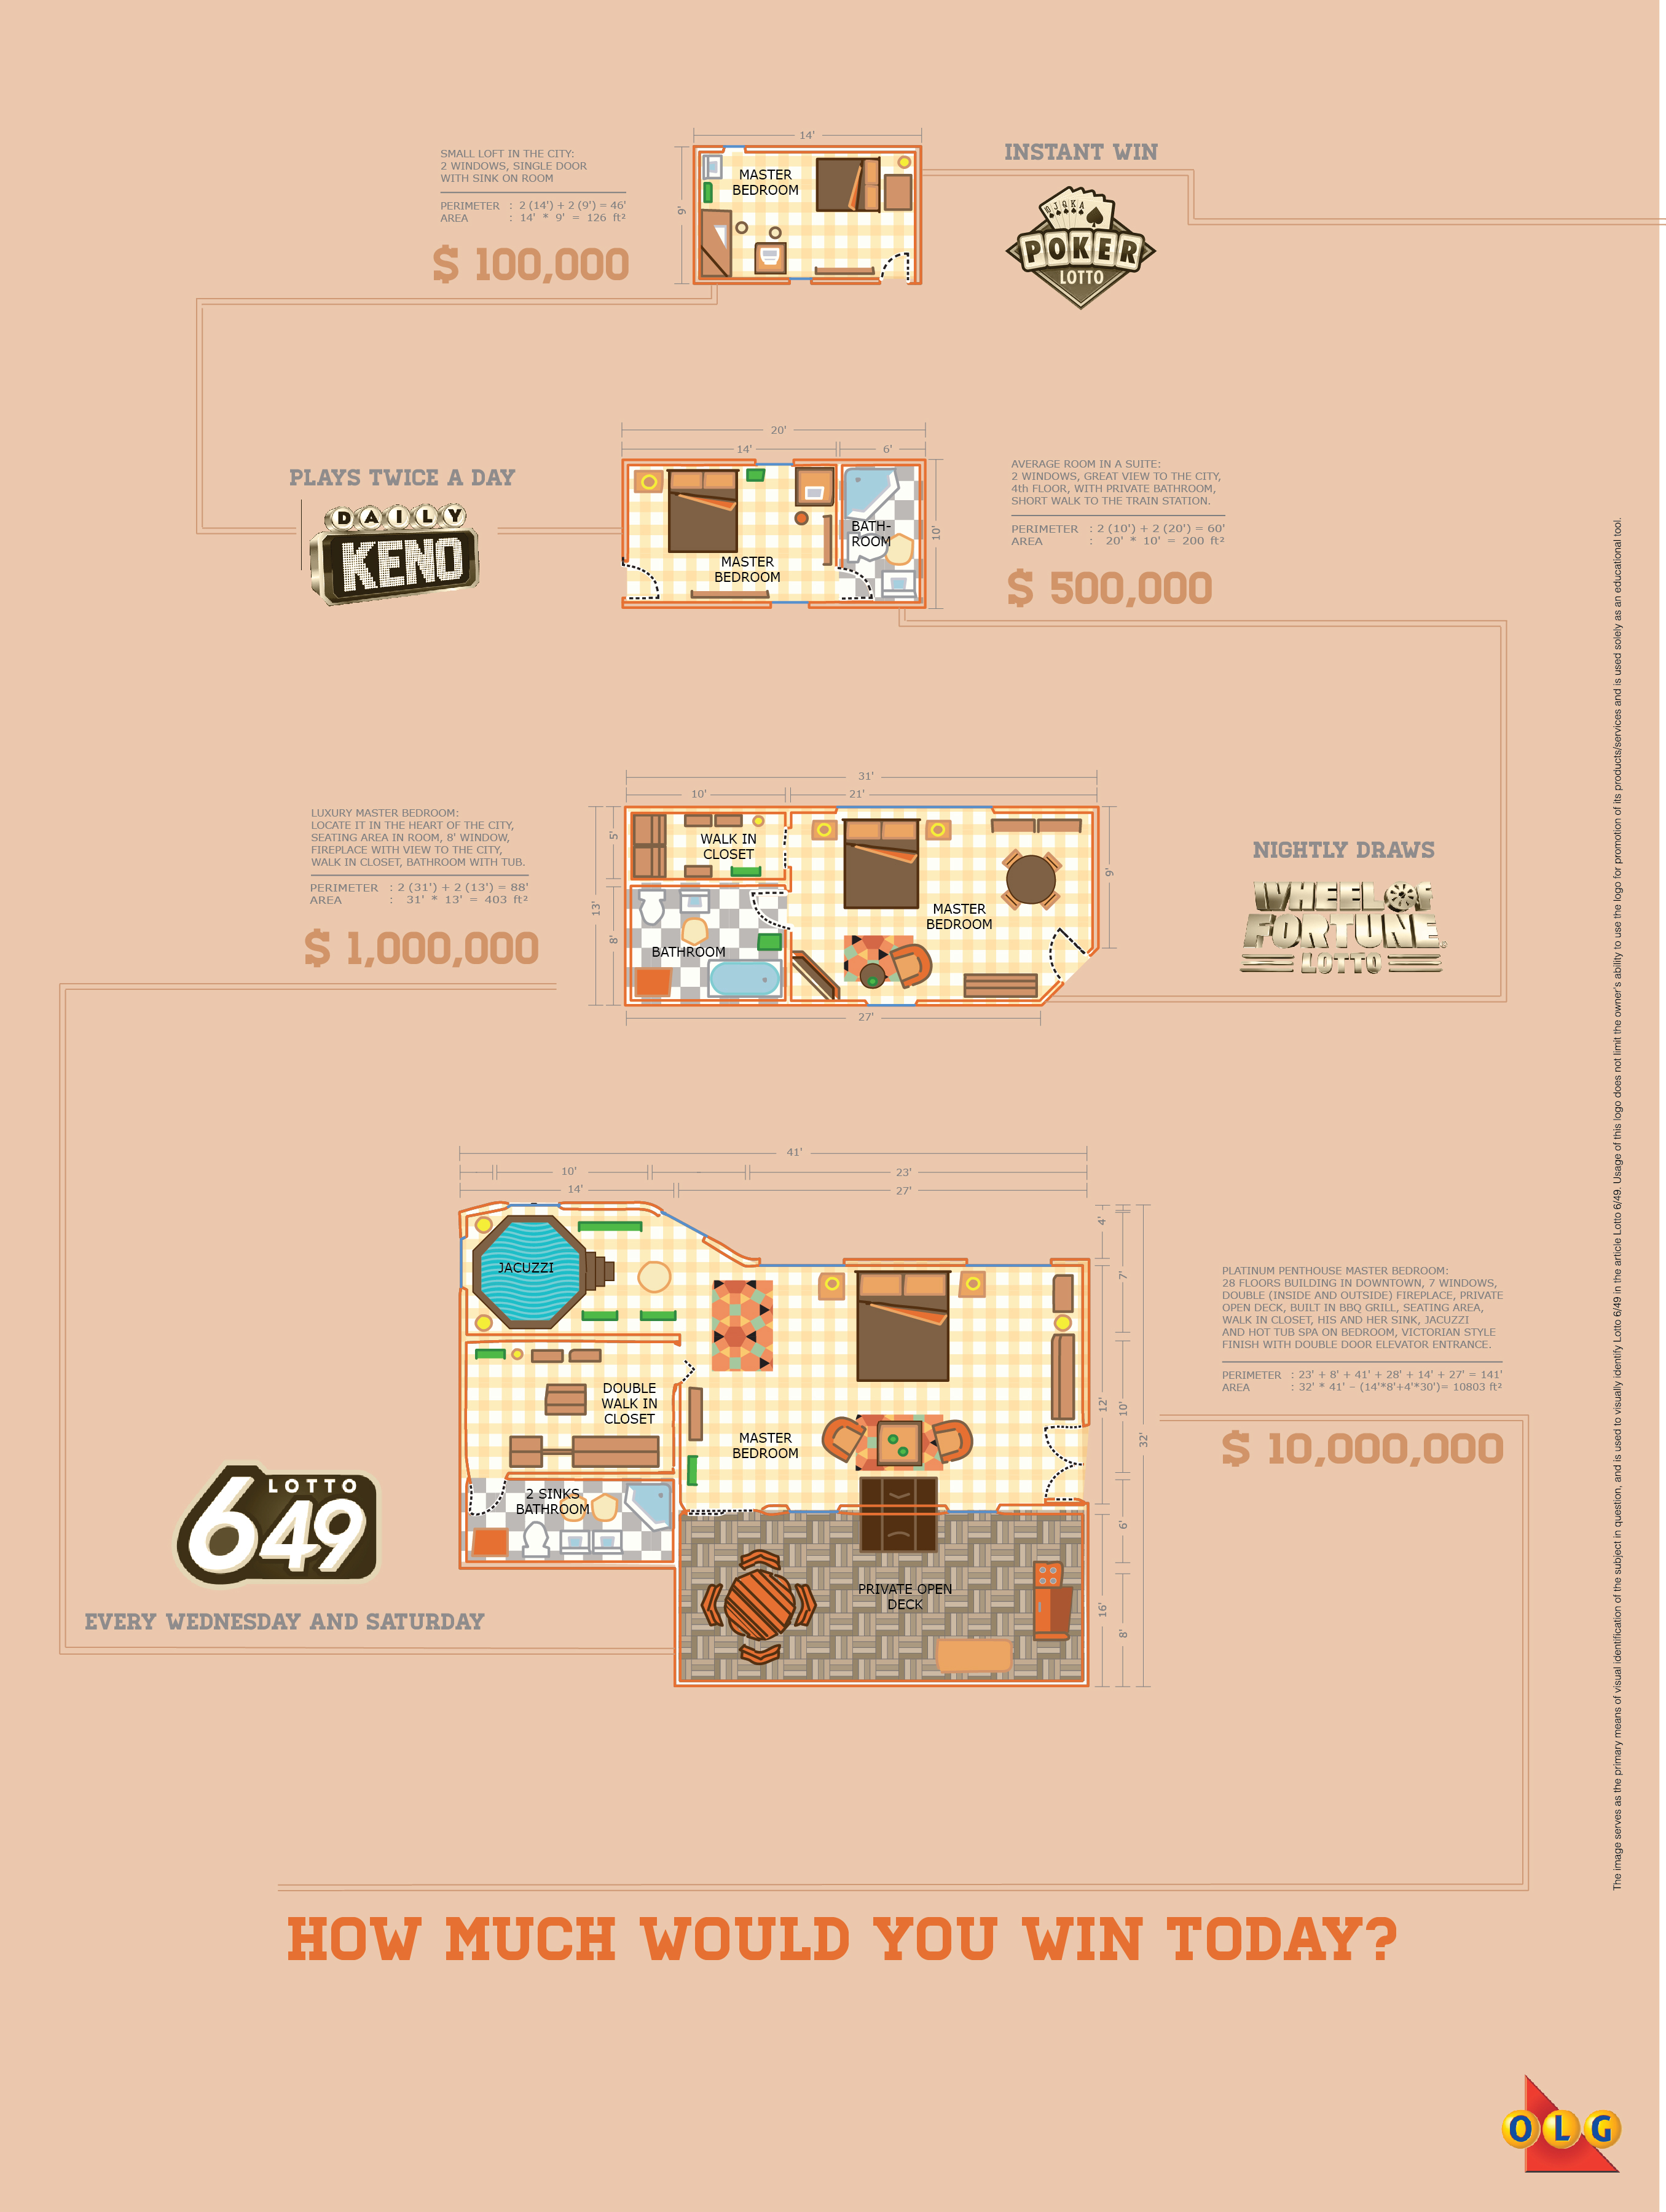 14'
SMALL LOFT IN THE CITY:
2 WINDOWS, SINGLE DOOR
WITH SINK ON ROOM
PERIMETER : 2 (14') + 2 (9') = 46'
AREA : 14' * 9' = 126 ft²
$ 100,000
9'
MASTER
BEDROOM
INSTANT WIN
10JQKA
POKER
LOTTO
PLAYS TWICE A DAY
DAILY
KENO
20'
14'
6'
10'
MASTER
BEDROOM
BATH-
ROOM
AVERAGE ROOM IN A SUITE:
2 WINDOWS, GREAT VIEW TO THE CITY,
4th FLOOR, WITH PRIVATE BATHROOM,
SHORT WALK TO THE TRAIN STATION.
PERIMETER : 2 (10') + 2 (20') = 60'
AREA : 20' * 10' = 200 ft²
$ 500,000
LUXURY MASTER BEDROOM:
LOCATE IT IN THE HEART OF THE CITY,
SEATING AREA IN ROOM, 8' WINDOW,
FIREPLACE WITH VIEW TO THE CITY,
WALK IN CLOSET, BATHROOM WITH TUB.
PERIMETER : 2 (31') + 2 (13') = 88'
AREA : 31' * 13' = 403 ft²
$ 1,000,000
31'
10'
21'
5'
13'
8'
9'
27'
WALK IN
CLOSET
BATHROOM
MASTER
BEDROOM
NIGHTLY DRAWS
WHEEL OF
FORTUNE
LOTTO
41'
10'
23'
14'
27'
4'
7'
12'
10'
32'
6'
16'
8'
JACUZZI
DOUBLE
WALK IN
CLOSET
MASTER
BEDROOM
2 SINKS
BATHROOM
PRIVATE OPEN
DECK
PLATINUM PENTHOUSE MASTER BEDROOM:
28 FLOORS BUILDING IN DOWNTOWN, 7 WINDOWS,
DOUBLE (INSIDE AND OUTSIDE) FIREPLACE, PRIVATE
OPEN DECK, BUILT IN BBQ GRILL, SEATING AREA,
WALK IN CLOSET, HIS AND HER SINK, JACUZZI
AND HOT TUB SPA ON BEDROOM, VICTORIAN STYLE
FINISH WITH DOUBLE DOOR ELEVATOR ENTRANCE.
PERIMETER : 23' + 8' + 41' + 28' + 14' + 27' = 141'
AREA : 32' * 41' – (14'*8'+4'*30')= 10803 ft²
$ 10,000,000
LOTTO
649
EVERY WEDNESDAY AND SATURDAY
HOW MUCH WOULD YOU WIN TODAY?
The image serves as the primary means of visual identification of the subject in question, and is used to visually identify Lotto 6/49 in the article Lotto 6/49. Usage of this logo does not limit the owner's ability to use the logo for promotion of its products/services and is used solely as an educational tool.
OLG